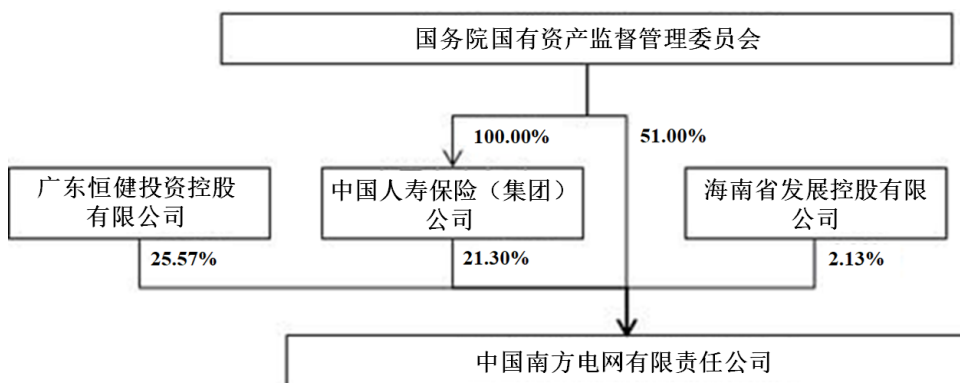 国务院国有资产监督管理委员会
100.00%
51.00%
广东恒健投资控股
有限公司
中国人寿保险（集团）
公司
海南省发展控股有限
公司
25.57%
21.30%
2.13%
中国南方电网有限责任公司